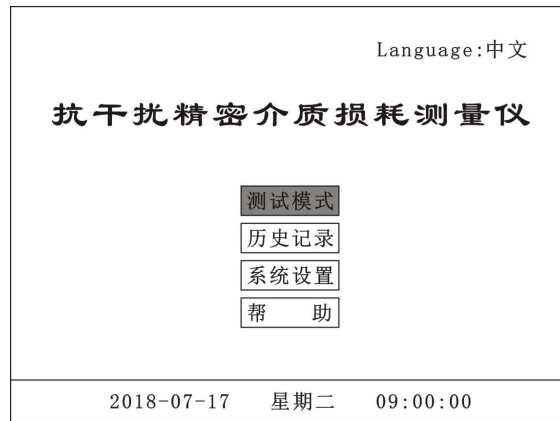 Language:中文
抗干扰精密介质损耗测量仪
测试模式
历史记录
系统设置
帮 助
2018-07-17 星期二 09:00:00